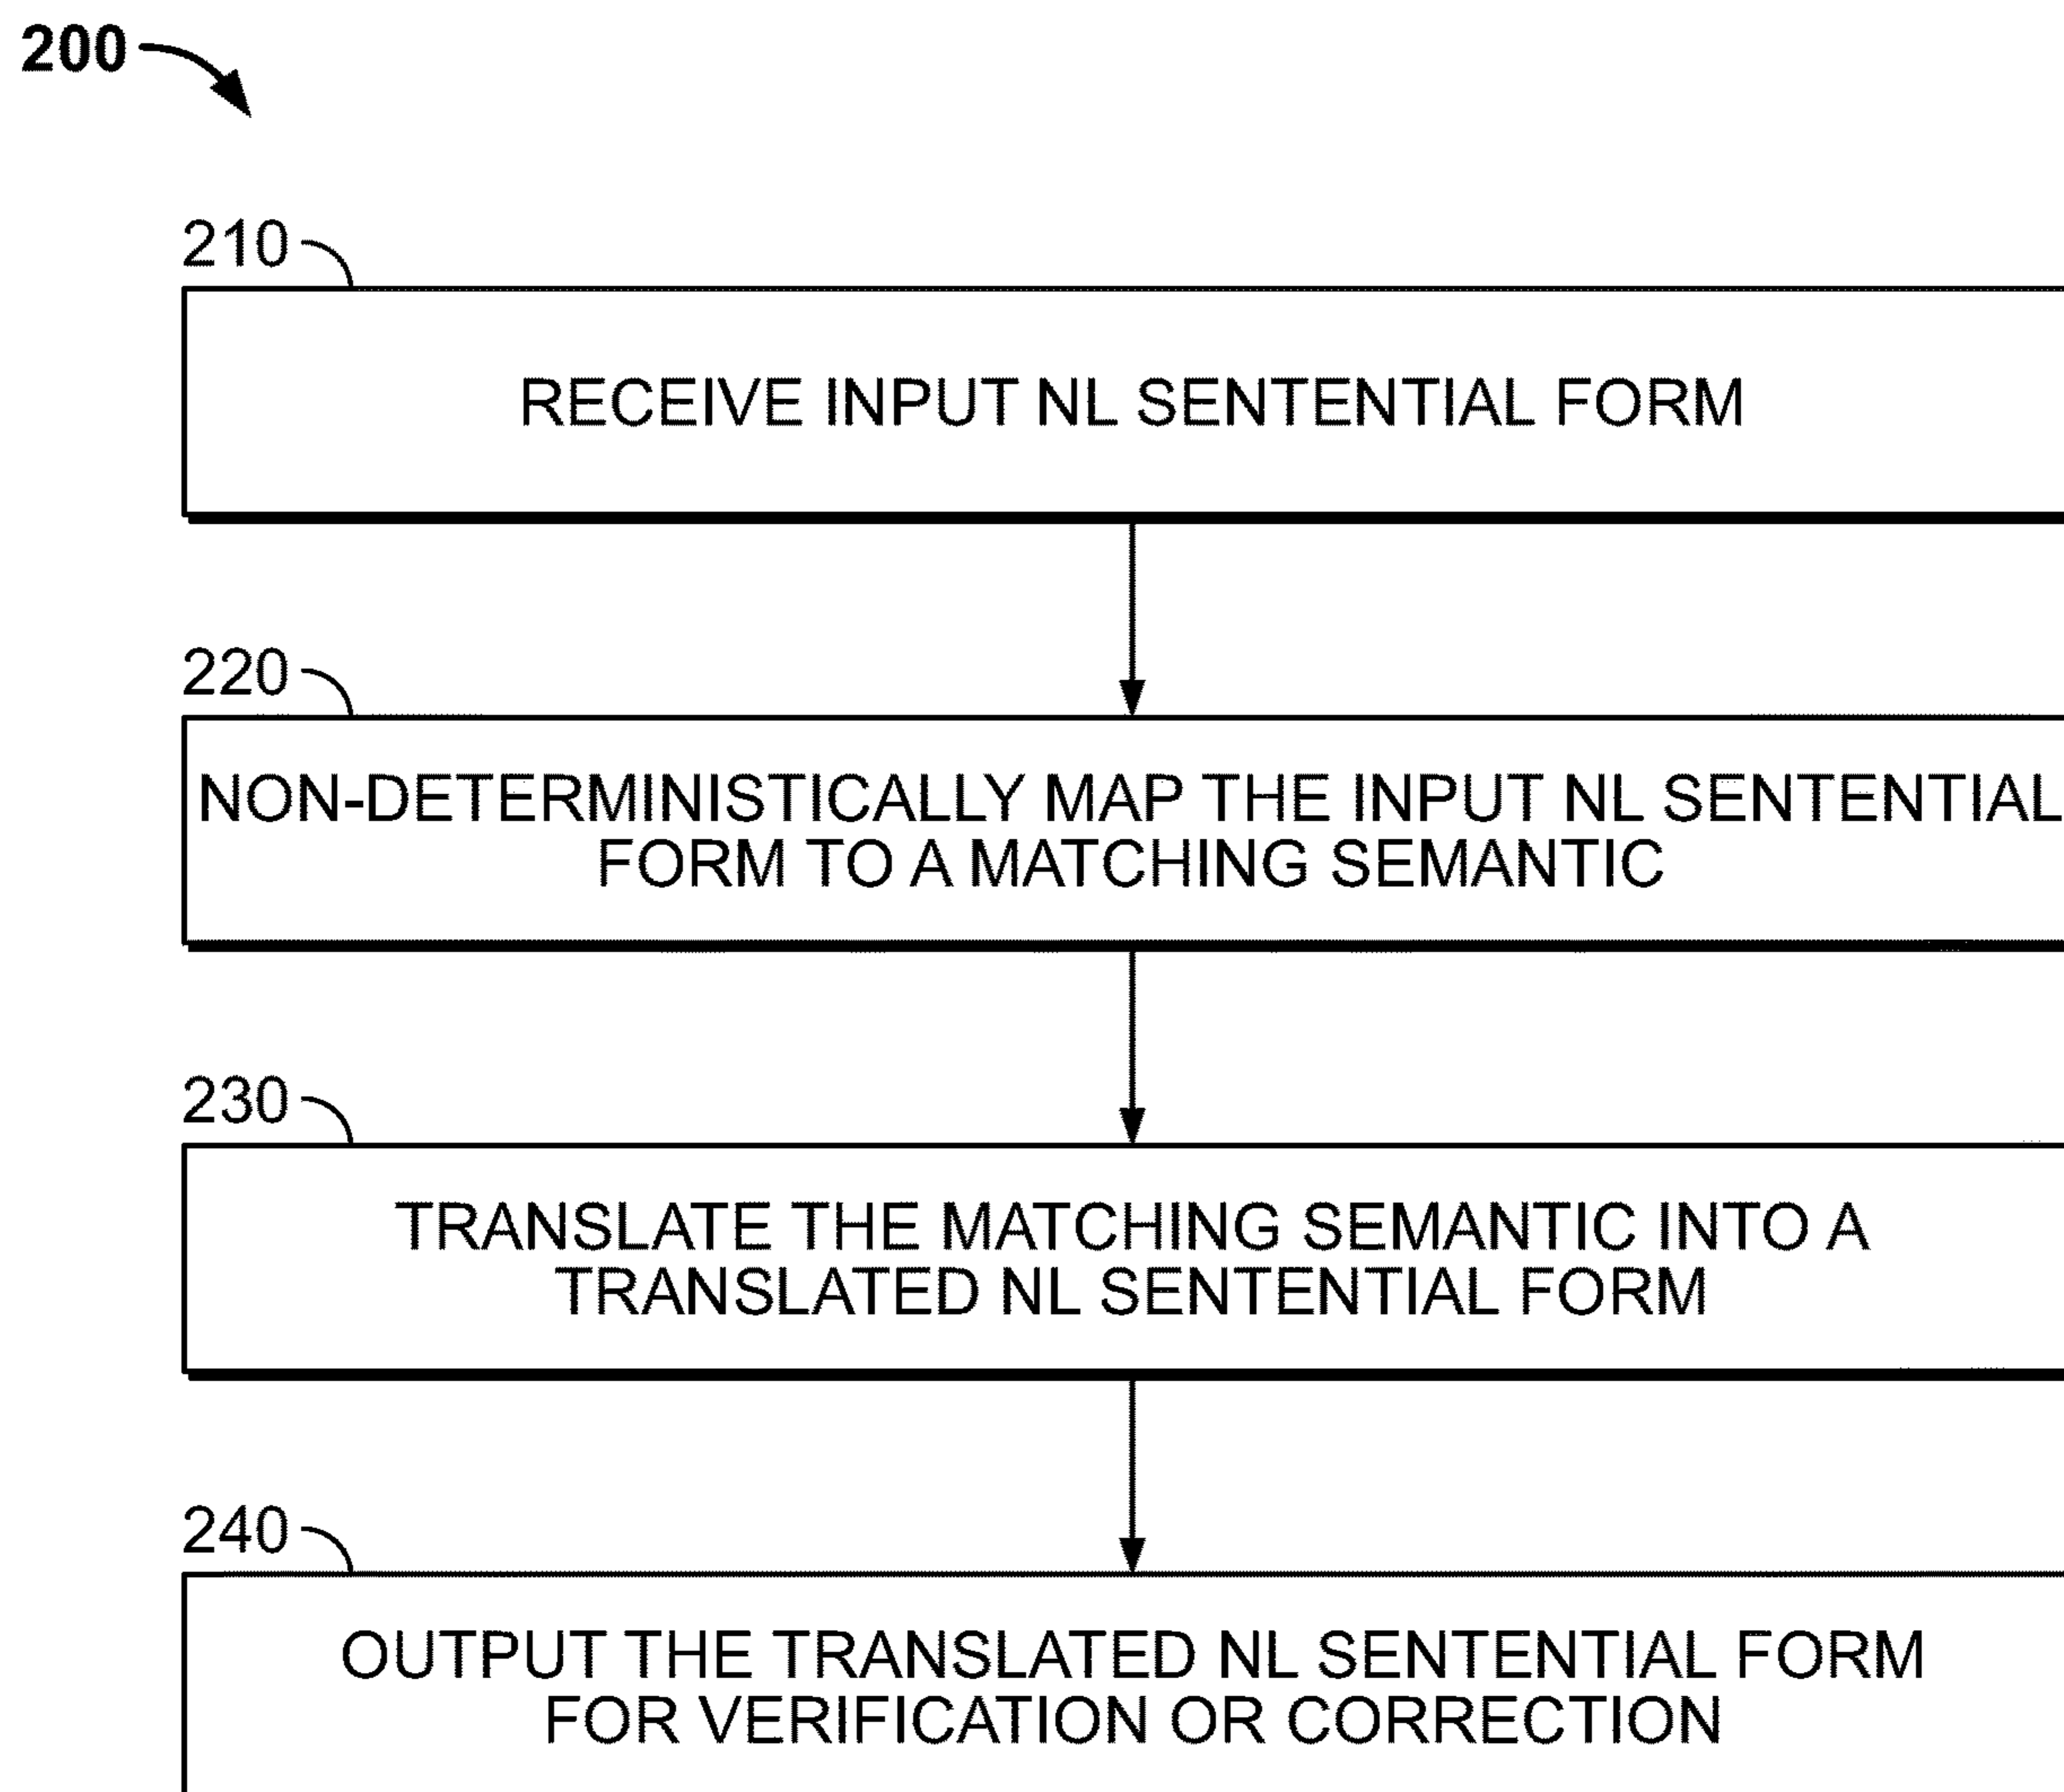 200
210
RECEIVE INPUT NL SENTENTIAL FORM
220
NON-DETERMINISTICALLY MAP THE INPUT NL SENTENTIAL
FORM TO A MATCHING SEMANTIC
230
TRANSLATE THE MATCHING SEMANTIC INTO A
TRANSLATED NL SENTENTIAL FORM
240
OUTPUT THE TRANSLATED NL SENTENTIAL FORM
FOR VERIFICATION OR CORRECTION